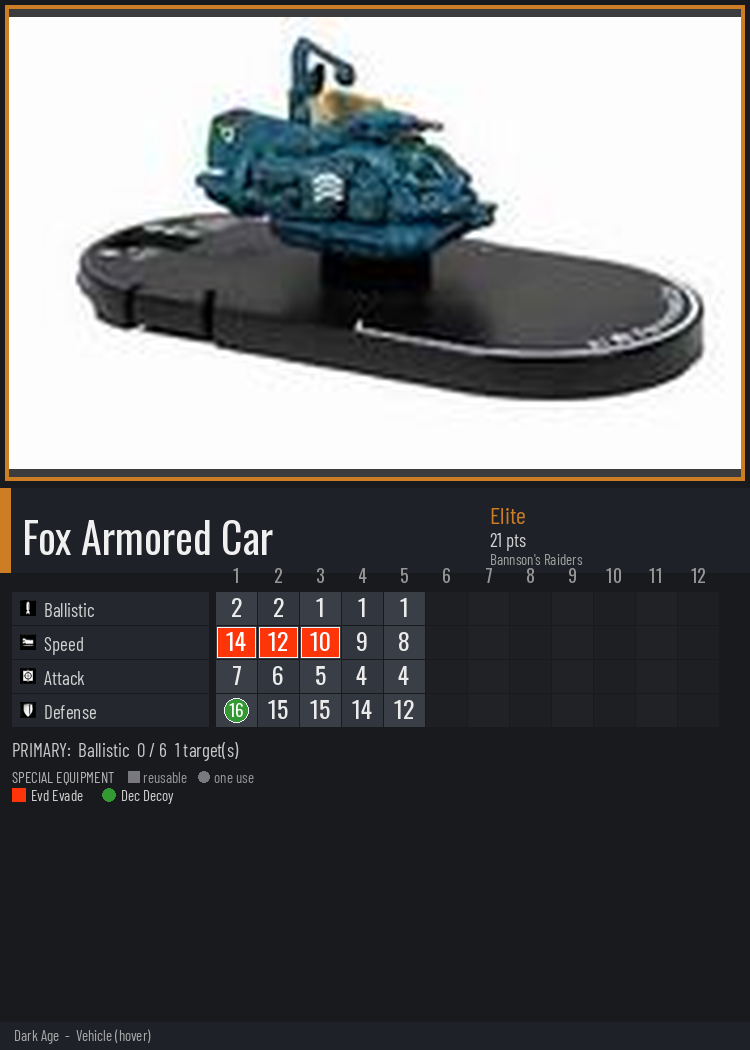 Fox Armored Car
Elite
21 pts
Bannson's Raiders
1 2 3 4 5 6 7 8 9 10 11 12
Ballistic 2 2 1 1 1
Speed 14 12 10 9 8
Attack 7 6 5 4 4
Defense 16 15 15 14 12
PRIMARY: Ballistic 0 / 6 1 target(s)
SPECIAL EQUIPMENT reusable one use
Evd Evade Dec Decoy
Dark Age - Vehicle (hover)